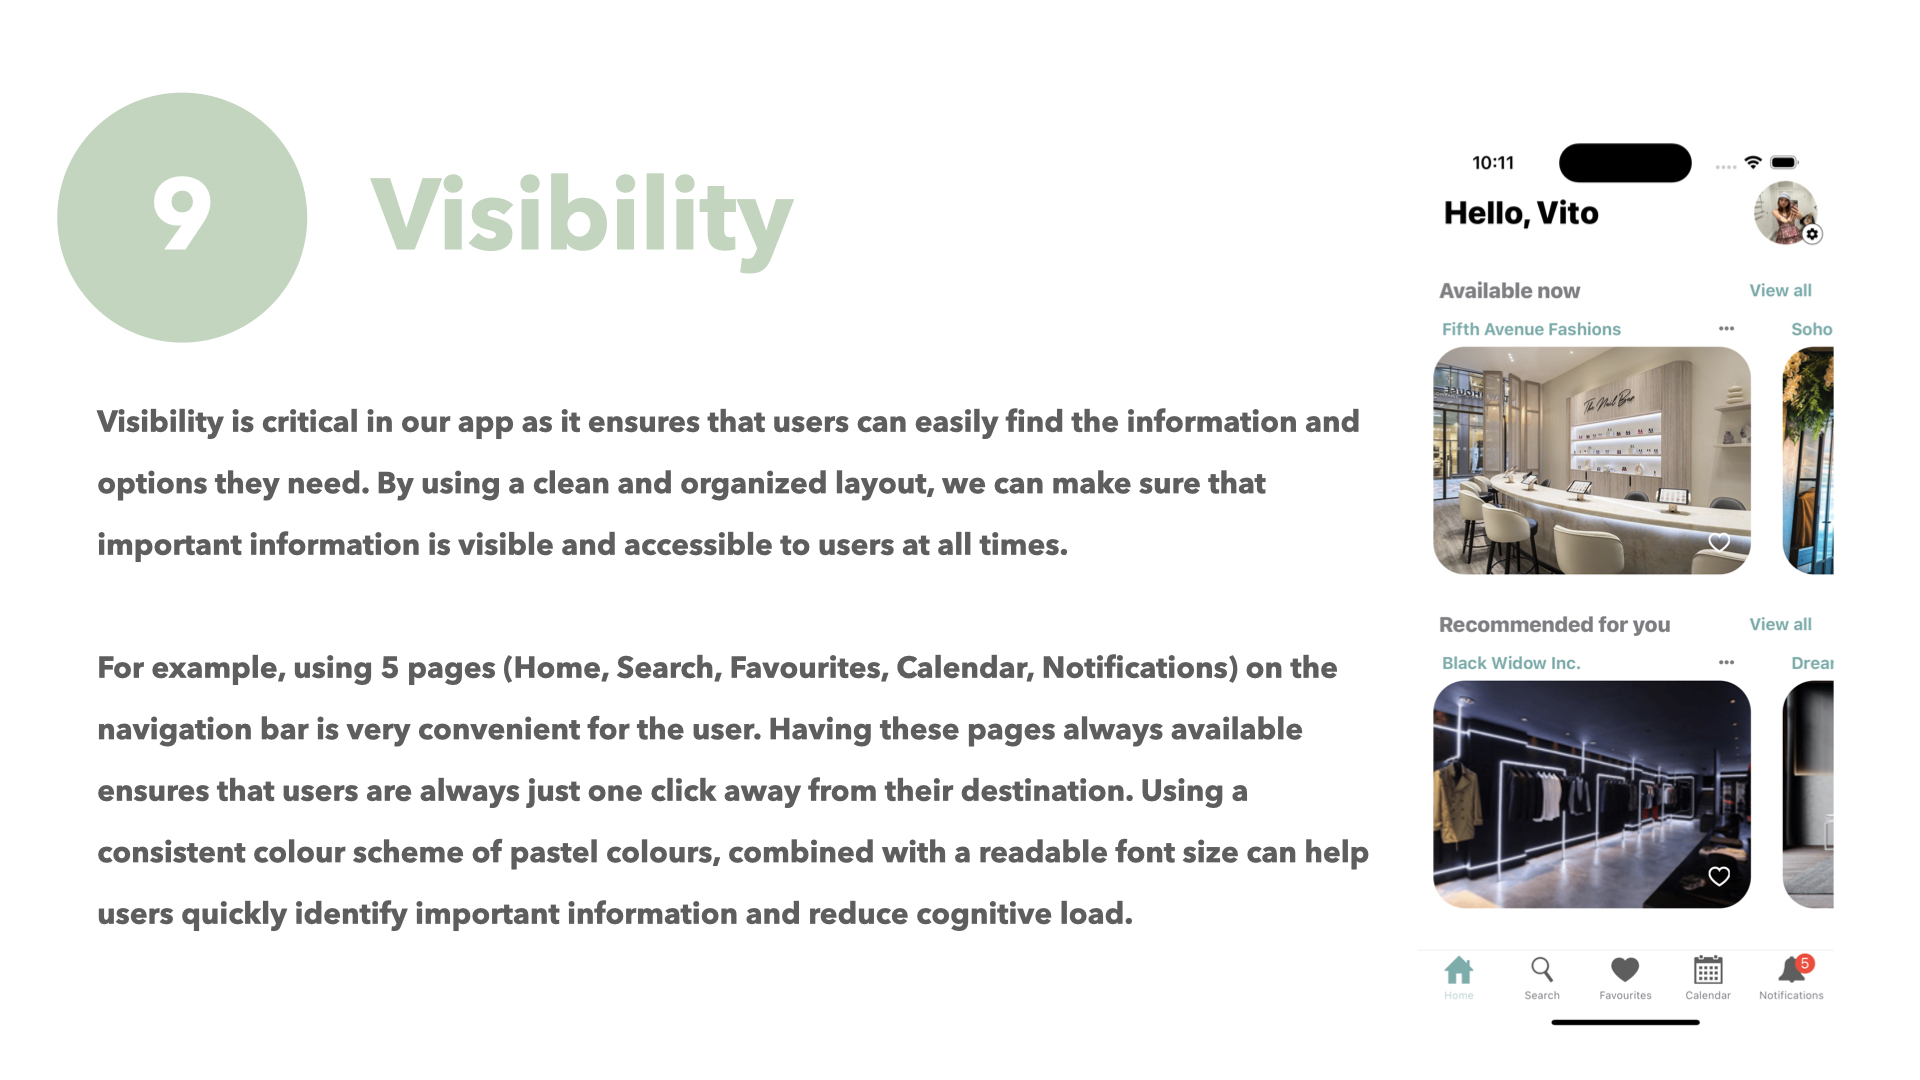 9
Visibility
Visibility is critical in our app as it ensures that users can easily find the information and
options they need. By using a clean and organized layout, we can make sure that
important information is visible and accessible to users at all times.
For example, using 5 pages (Home, Search, Favourites, Calendar, Notifications) on the
navigation bar is very convenient for the user. Having these pages always available
ensures that users are always just one click away from their destination. Using a
consistent colour scheme of pastel colours, combined with a readable font size can help
users quickly identify important information and reduce cognitive load.
10:11
Hello, Vito
Available now View all
Fifth Avenue Fashions ••• Soho
The Nail Bar
Recommended for you View all
Black Widow Inc. ••• Drear
5
Home Search Favourites Calendar Notifications